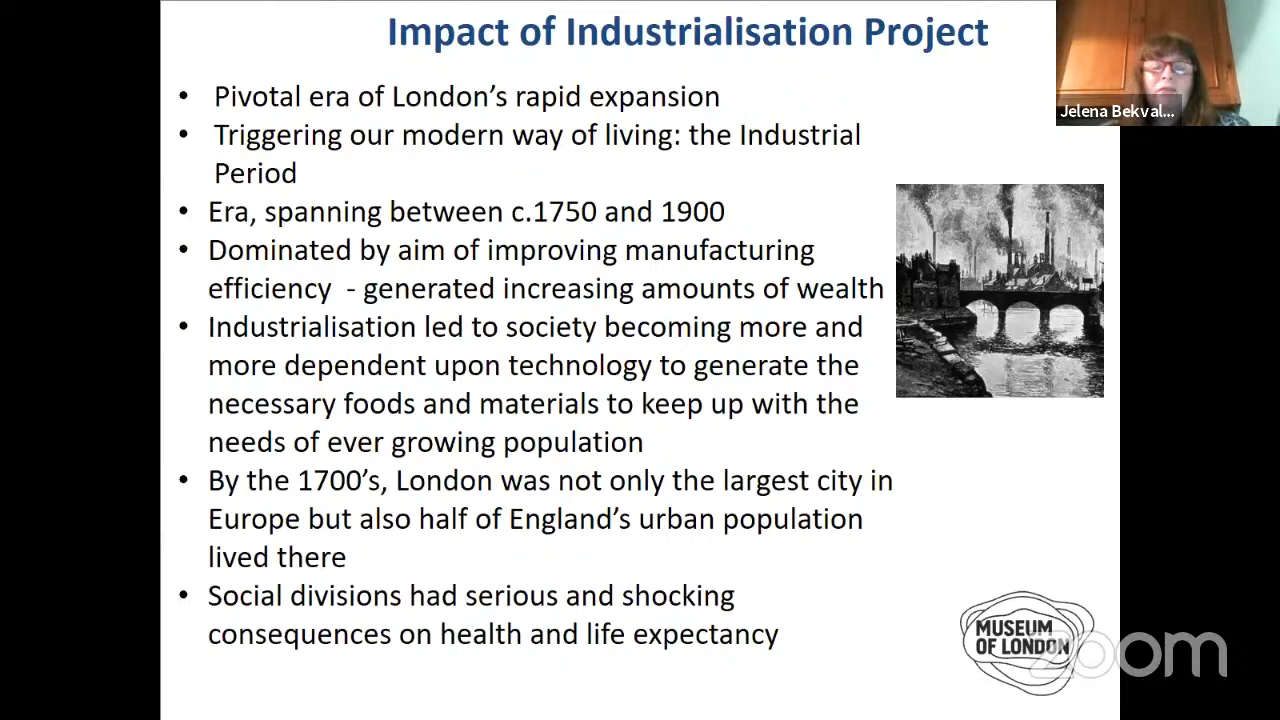 Impact of Industrialisation Project
Jelena Bekval...
• Pivotal era of London’s rapid expansion
• Triggering our modern way of living: the Industrial
Period
• Era, spanning between c.1750 and 1900
• Dominated by aim of improving manufacturing
efficiency - generated increasing amounts of wealth
• Industrialisation led to society becoming more and
more dependent upon technology to generate the
necessary foods and materials to keep up with the
needs of ever growing population
• By the 1700’s, London was not only the largest city in
Europe but also half of England’s urban population
lived there
• Social divisions had serious and shocking
consequences on health and life expectancy
MUSEUM
OF LONDON
zoom